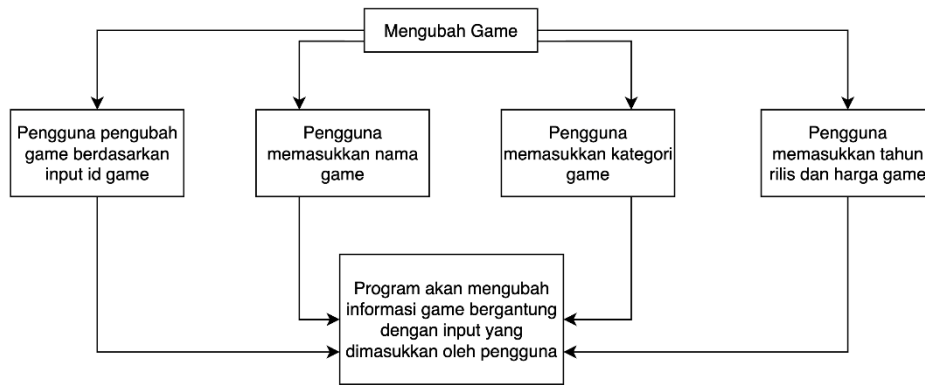 Mengubah Game
Pengguna pengubah
game berdasarkan
input id game
Pengguna
memasukkan nama
game
Pengguna
memasukkan kategori
game
Pengguna
memasukkan tahun
rilis dan harga game
Program akan mengubah
informasi game bergantung
dengan input yang
dimasukkan oleh pengguna